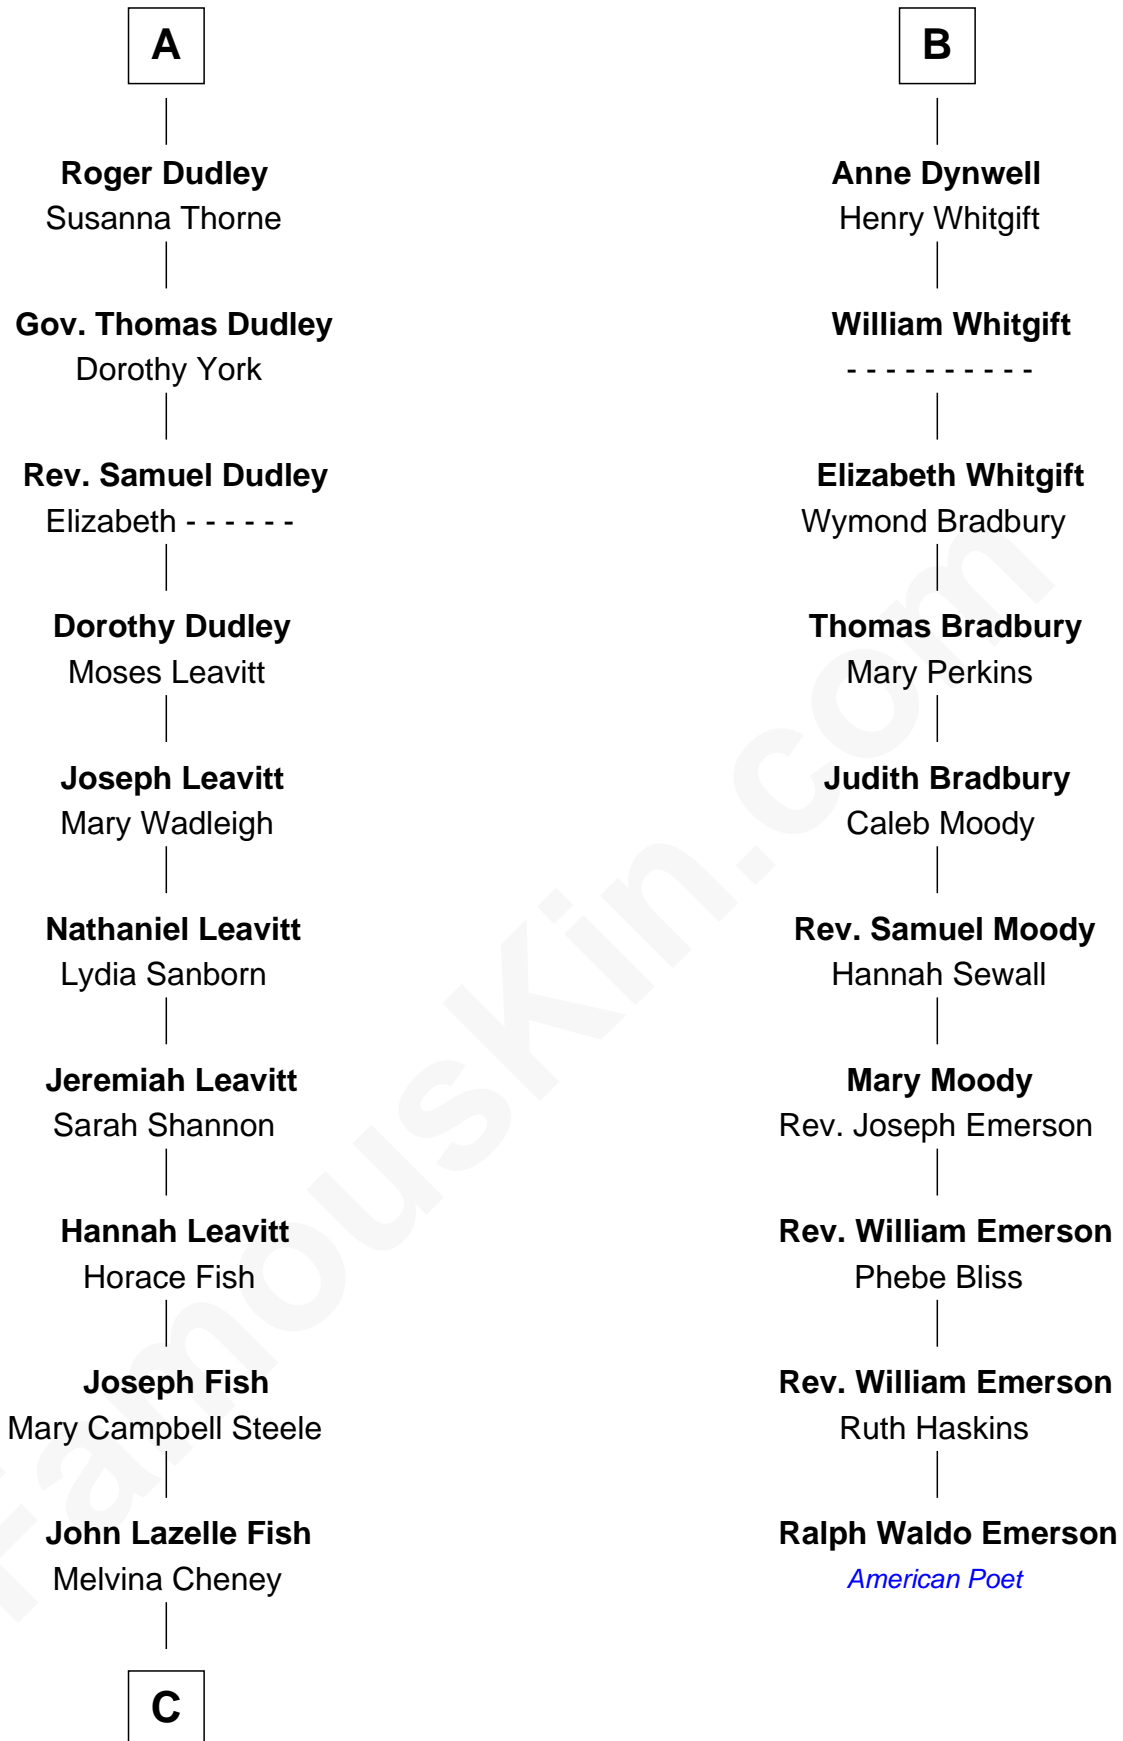 A
Roger Dudley
Susanna Thorne
Gov. Thomas Dudley
Dorothy York
Rev. Samuel Dudley
Elizabeth - - - - - -
Dorothy Dudley
Moses Leavitt
Joseph Leavitt
Mary Wadleigh
Nathaniel Leavitt
Lydia Sanborn
Jeremiah Leavitt
Sarah Shannon
Hannah Leavitt
Horace Fish
Joseph Fish
Mary Campbell Steele
John Lazelle Fish
Melvina Cheney
C
B
Anne Dynwell
Henry Whitgift
William Whitgift
- - - - - - - - - -
Elizabeth Whitgift
Wymond Bradbury
Thomas Bradbury
Mary Perkins
Judith Bradbury
Caleb Moody
Rev. Samuel Moody
Hannah Sewall
Mary Moody
Rev. Joseph Emerson
Rev. William Emerson
Phebe Bliss
Rev. William Emerson
Ruth Haskins
Ralph Waldo Emerson
American Poet
FamousKin.com